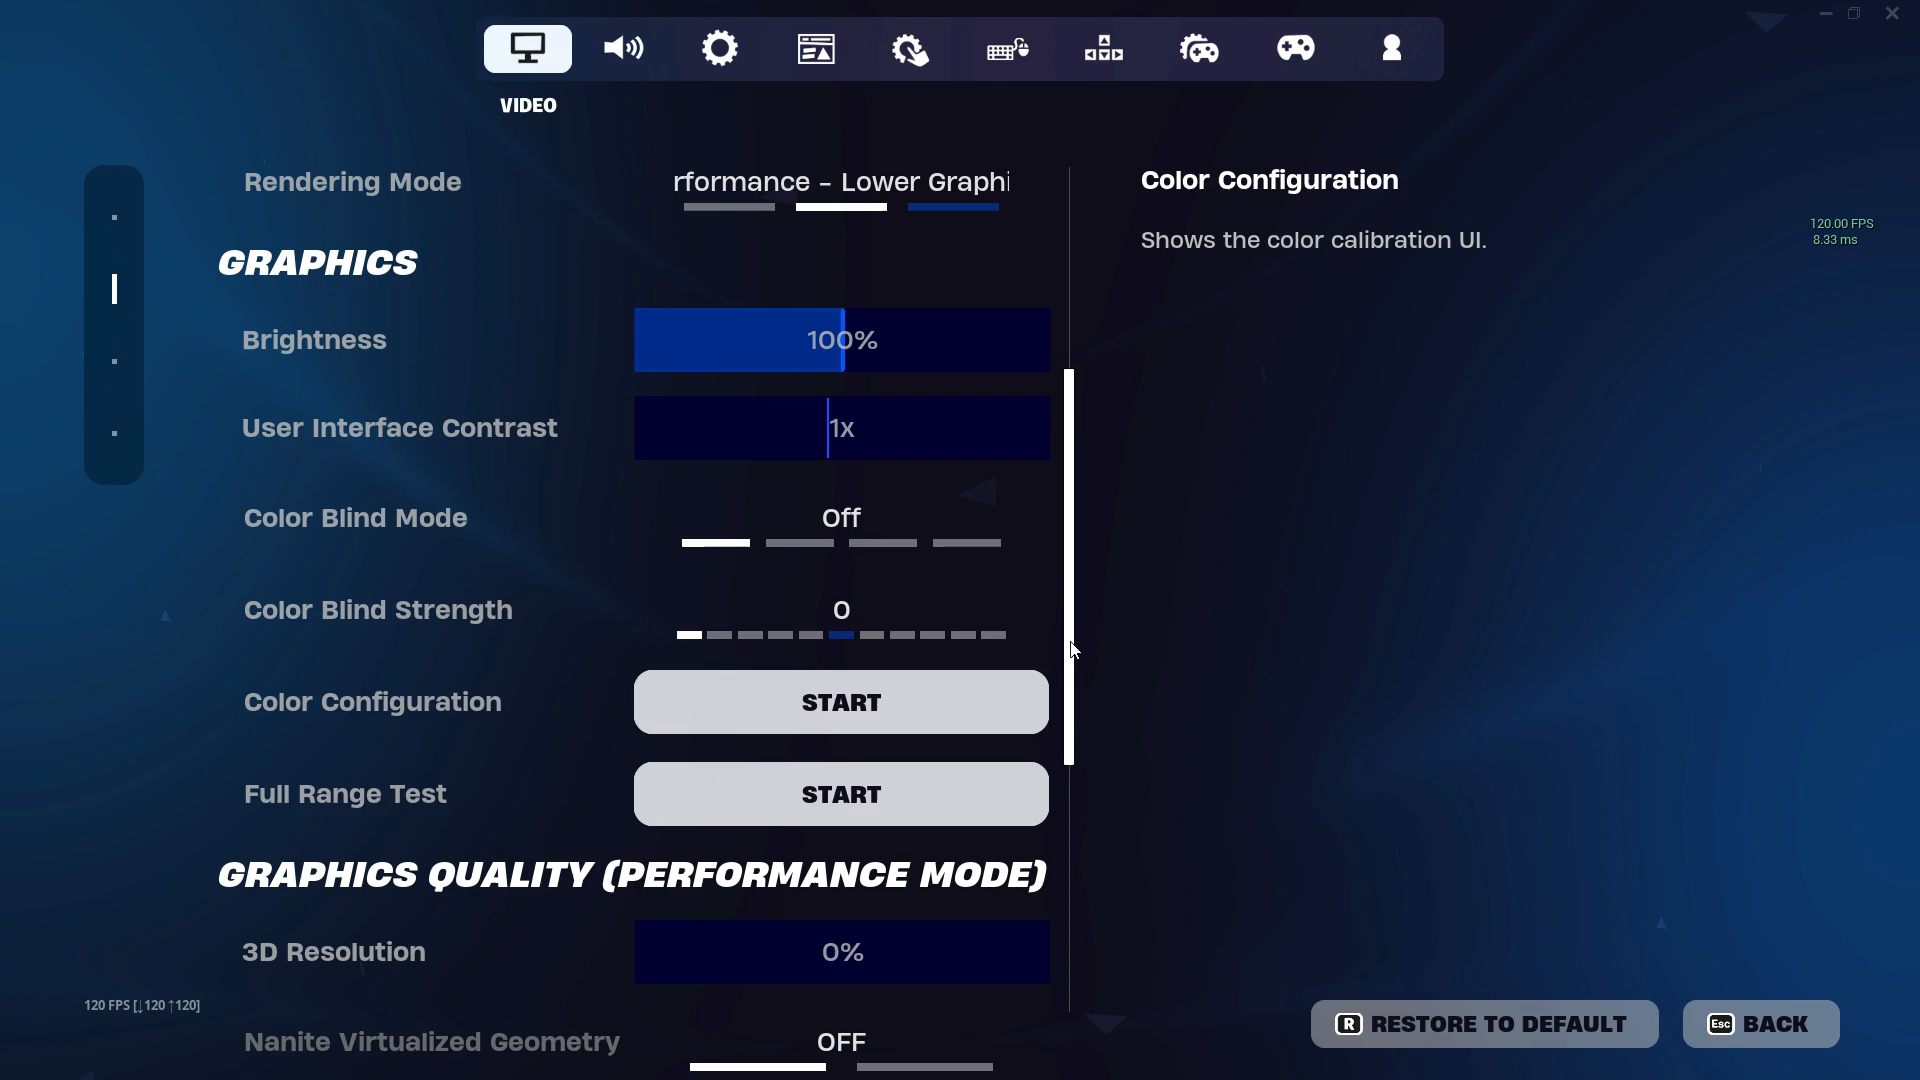 VIDEO
Rendering Mode
rformance - Lower Graphi
Color Configuration
Shows the color calibration UI.
120.00 FPS
8.33 ms
GRAPHICS
Brightness
100%
User Interface Contrast
1x
Color Blind Mode
Off
Color Blind Strength
0
Color Configuration
START
Full Range Test
START
GRAPHICS QUALITY (PERFORMANCE MODE)
3D Resolution
0%
120 FPS [↓120 ↑120]
Nanite Virtualized Geometry
OFF
R RESTORE TO DEFAULT
Esc BACK